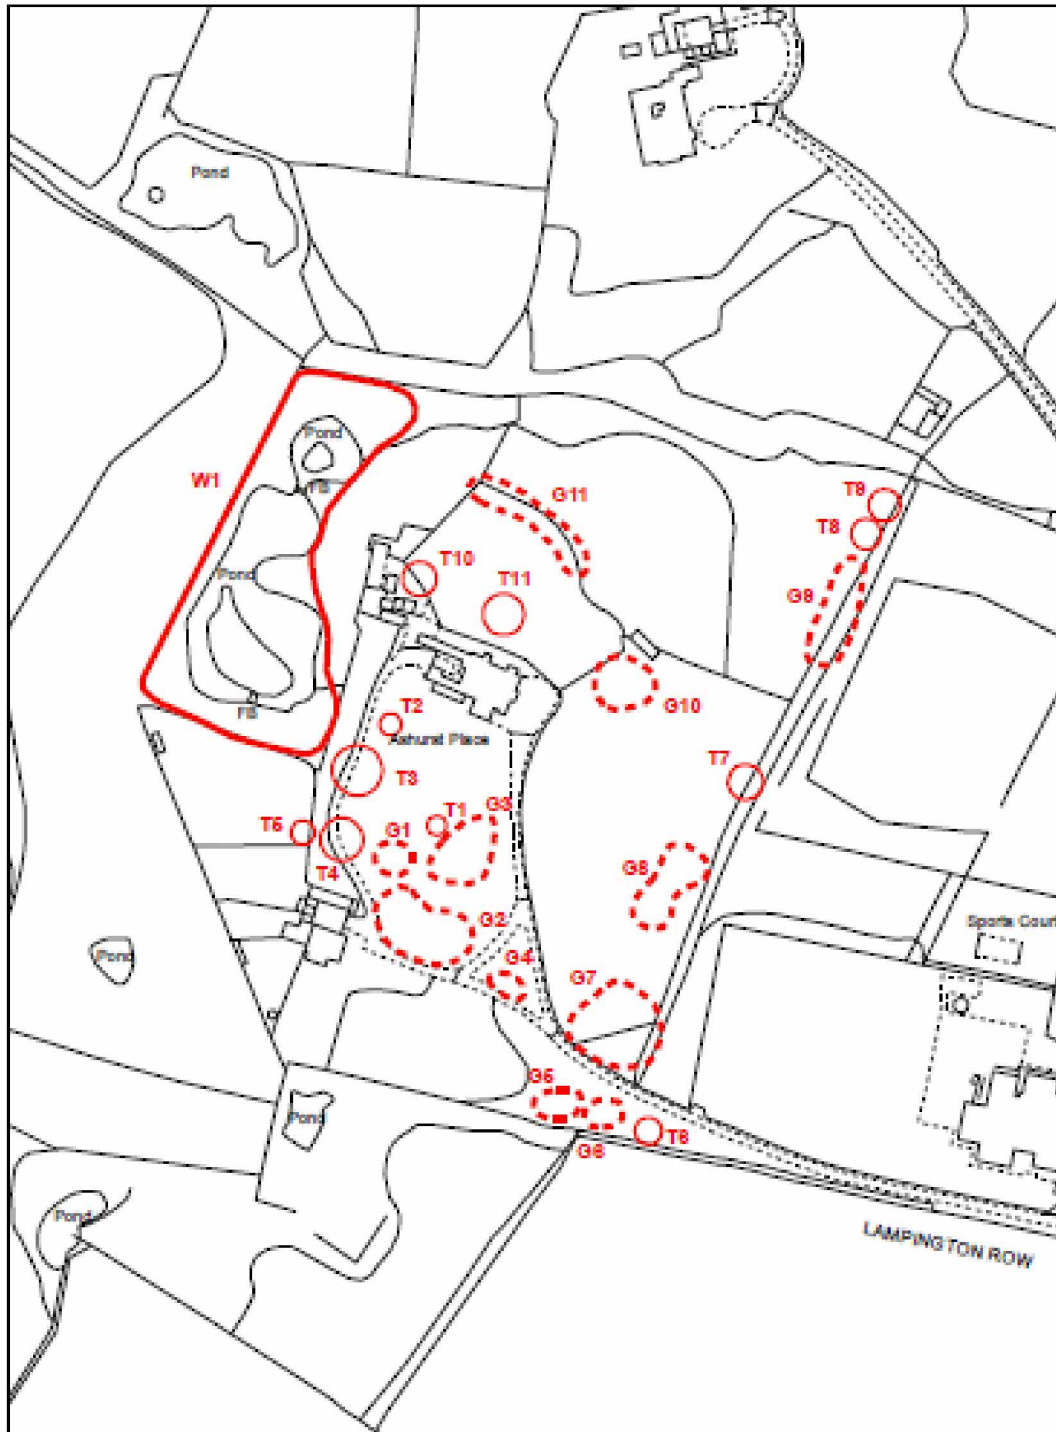 Pond
Pond
W1
FB
G11
T9
T8
T10
T11
G9
Pond
G10
FB
T2
Ashurst Place
T7
T3
T1
G3
T5
G1
T4
G8
G2
Sports Court
G4
Pond
G7
G5
Pond
T6
G6
Pond
LAMPINGTON ROW